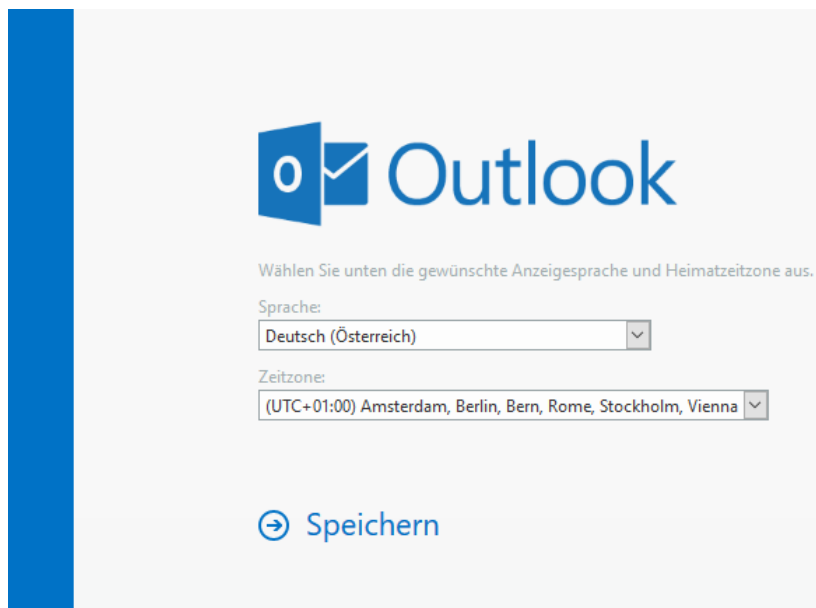 Outlook
Wählen Sie unten die gewünschte Anzeigesprache und Heimatzeitzone aus.
Sprache:
Deutsch (Österreich)
Zeitzone:
(UTC+01:00) Amsterdam, Berlin, Bern, Rome, Stockholm, Vienna
Speichern